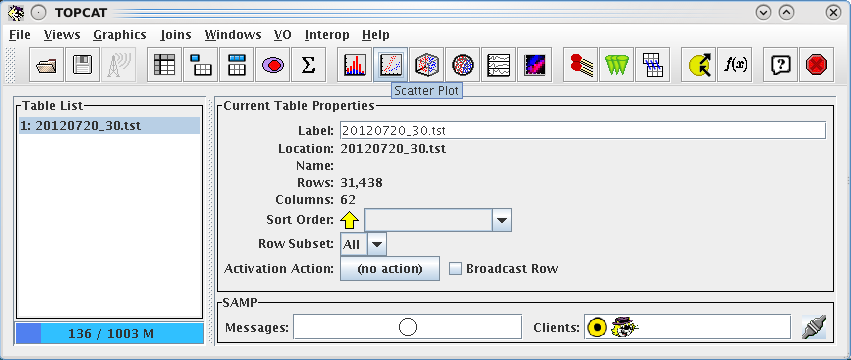 TOPCAT
File Views Graphics Joins Windows VO Interop Help
Σ f(x) ?
Scatter Plot
Table List
1: 20120720_30.tst
136 / 1003 M
Current Table Properties
Label: 20120720_30.tst
Location: 20120720_30.tst
Name:
Rows: 31,438
Columns: 62
Sort Order:
Row Subset: All
Activation Action: (no action) Broadcast Row
SAMP
Messages: Clients: